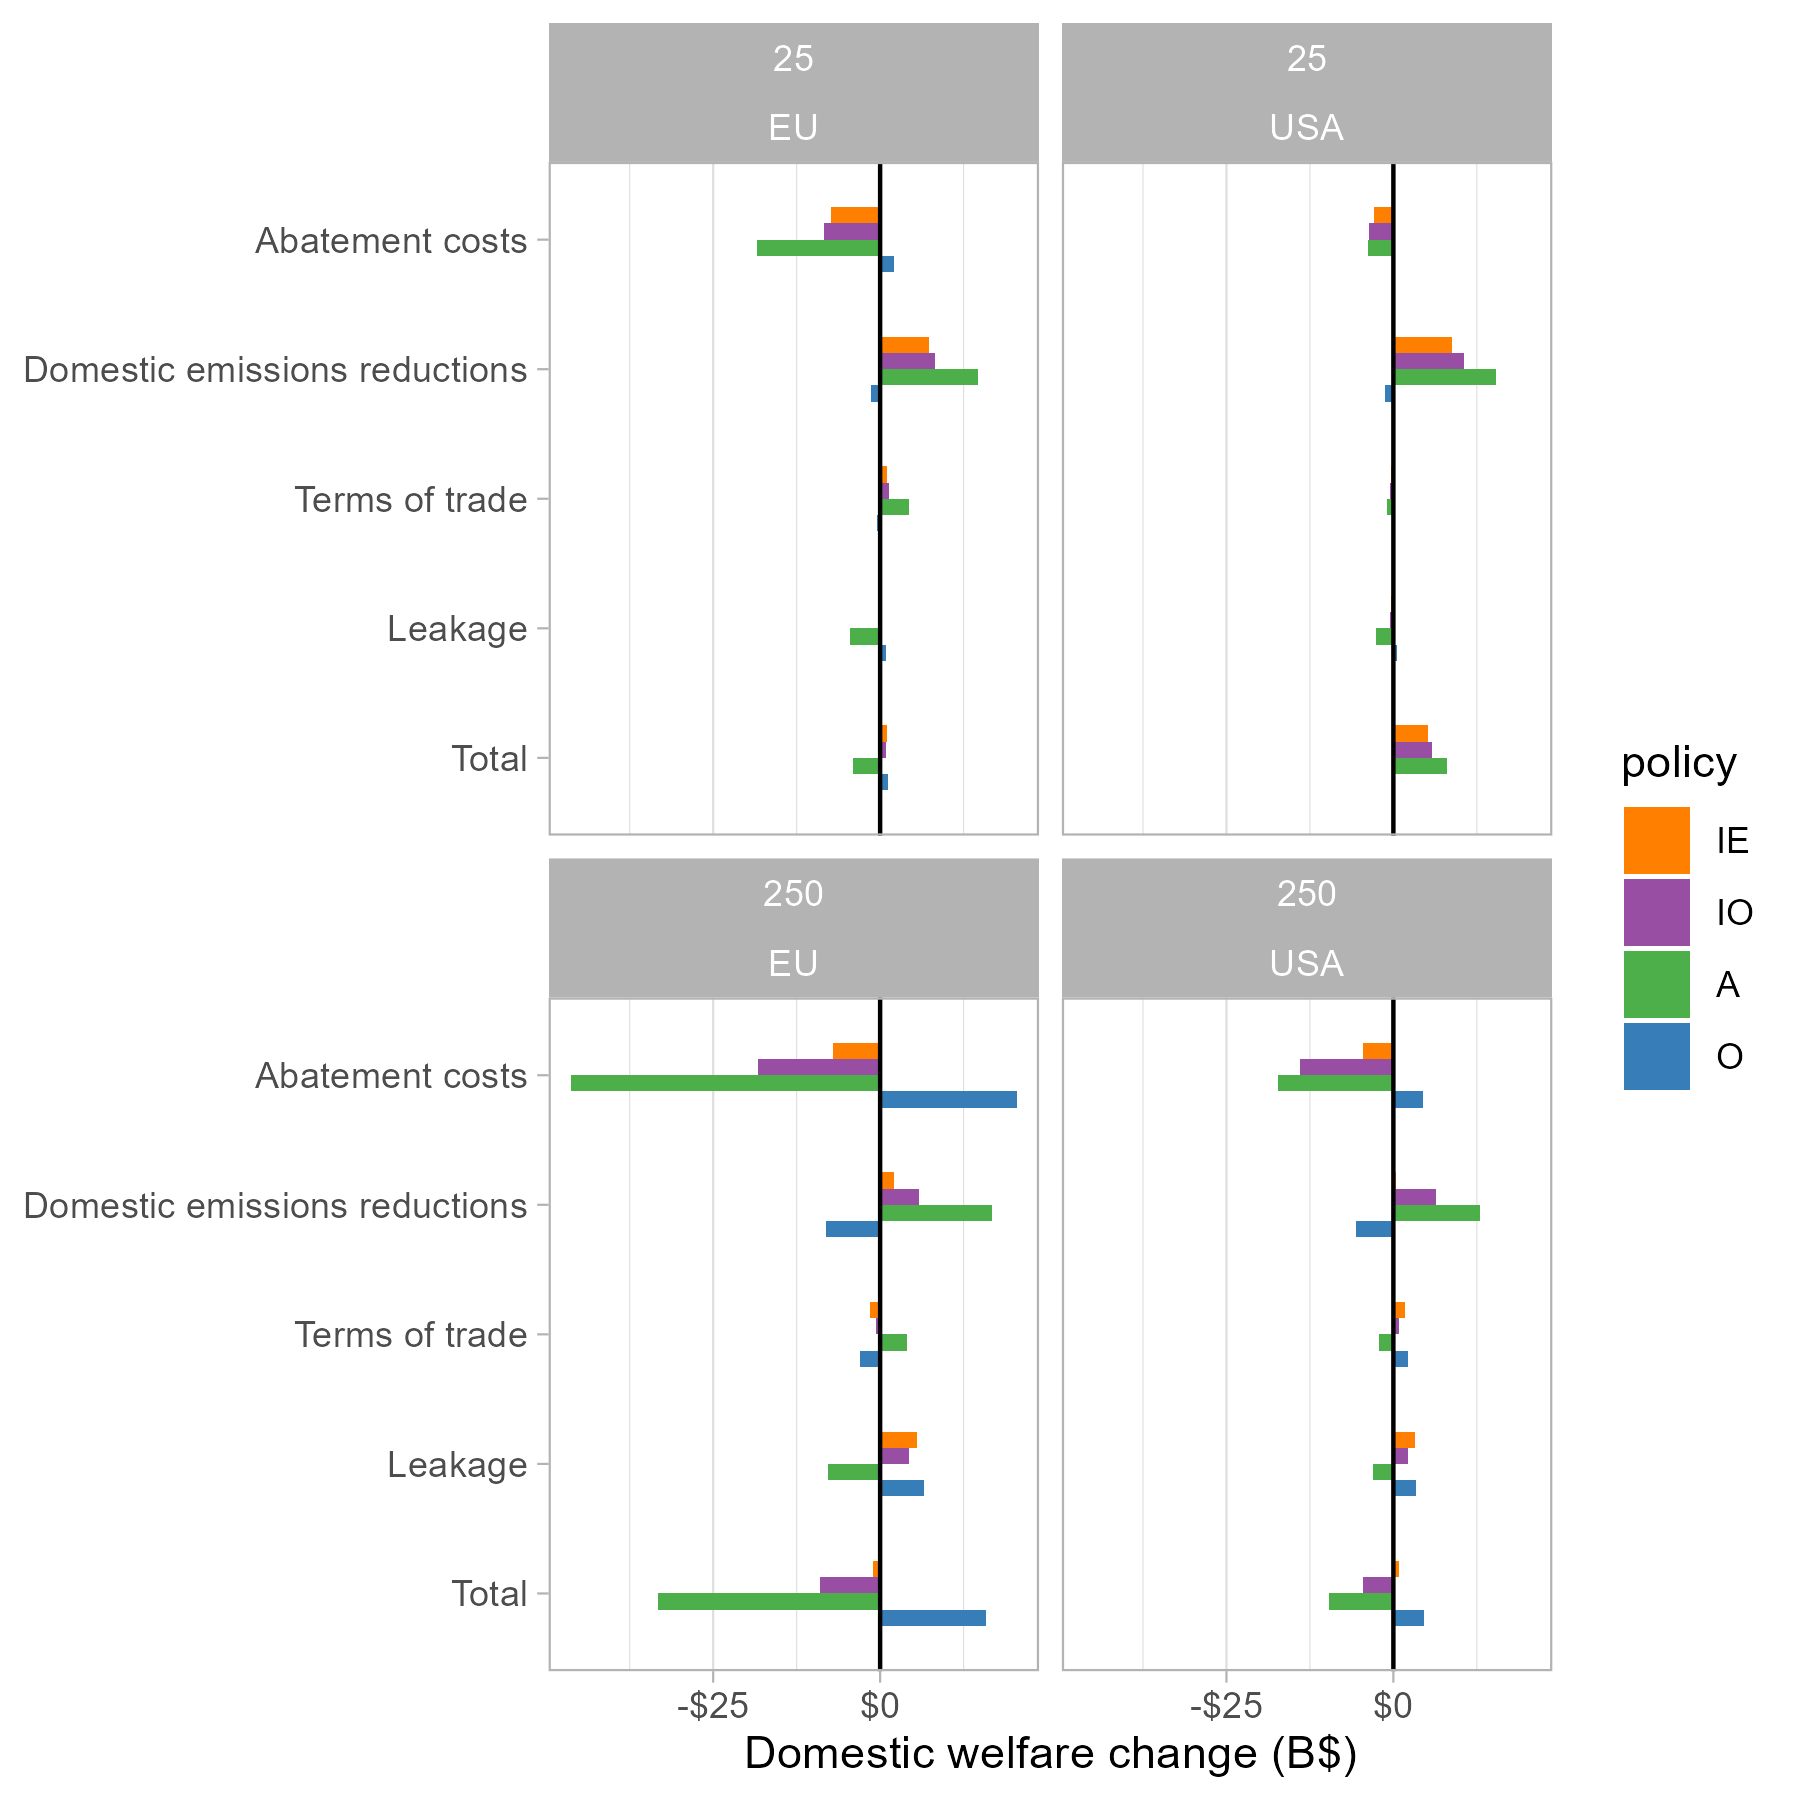 25
EU
25
USA
Abatement costs
Domestic emissions reductions
Terms of trade
Leakage
Total
250
EU
250
USA
Abatement costs
Domestic emissions reductions
Terms of trade
Leakage
Total
-$25
$0
-$25
$0
Domestic welfare change (B$)
policy
IE
IO
A
O